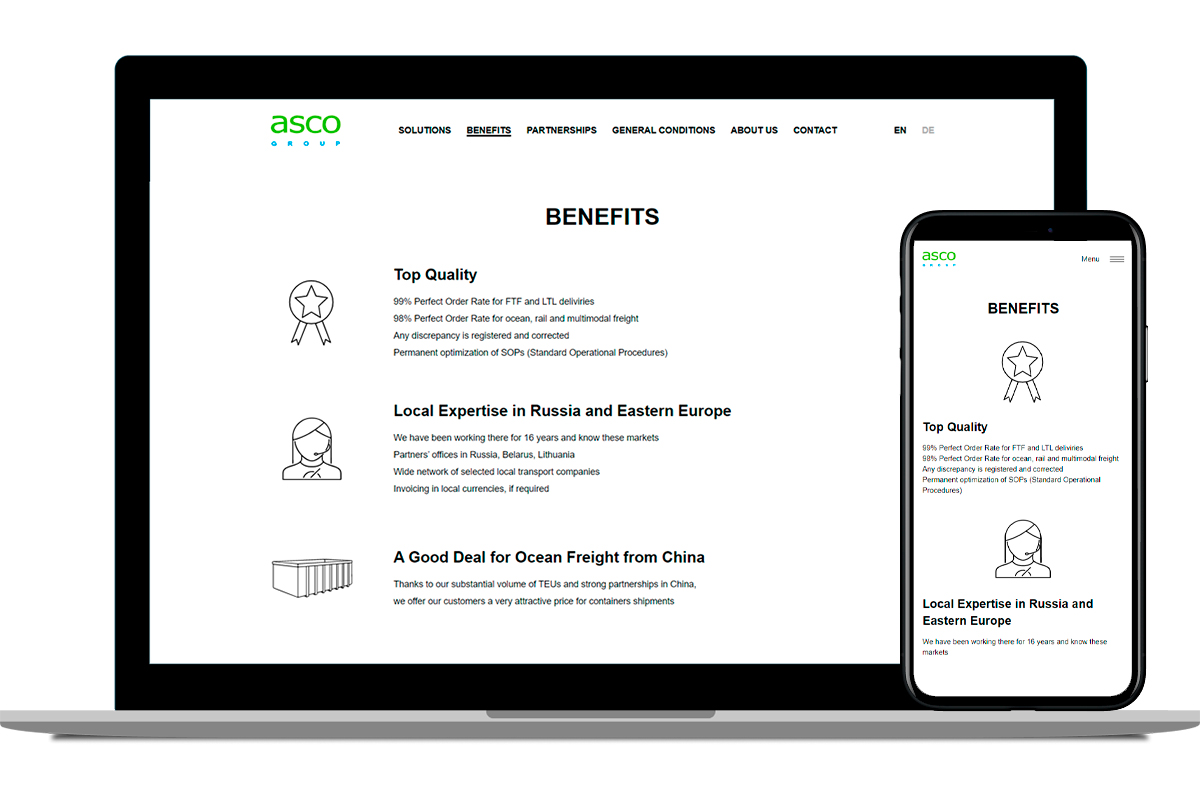 asco
GROUP
SOLUTIONS BENEFITS PARTNERSHIPS GENERAL CONDITIONS ABOUT US CONTACT EN DE
BENEFITS
Top Quality
99% Perfect Order Rate for FTF and LTL deliviries
98% Perfect Order Rate for ocean, rail and multimodal freight
Any discrepancy is registered and corrected
Permanent optimization of SOPs (Standard Operational Procedures)
Local Expertise in Russia and Eastern Europe
We have been working there for 16 years and know these markets
Partners' offices in Russia, Belarus, Lithuania
Wide network of selected local transport companies
Invoicing in local currencies, if required
A Good Deal for Ocean Freight from China
Thanks to our substantial volume of TEUs and strong partnerships in China,
we offer our customers a very attractive price for containers shipments
asco
GROUP
Menu
BENEFITS
Top Quality
99% Perfect Order Rate for FTF and LTL deliviries
98% Perfect Order Rate for ocean, rail and multimodal freight
Any discrepancy is registered and corrected
Permanent optimization of SOPs (Standard Operational
Procedures)
Local Expertise in Russia and
Eastern Europe
We have been working there for 16 years and know these
markets